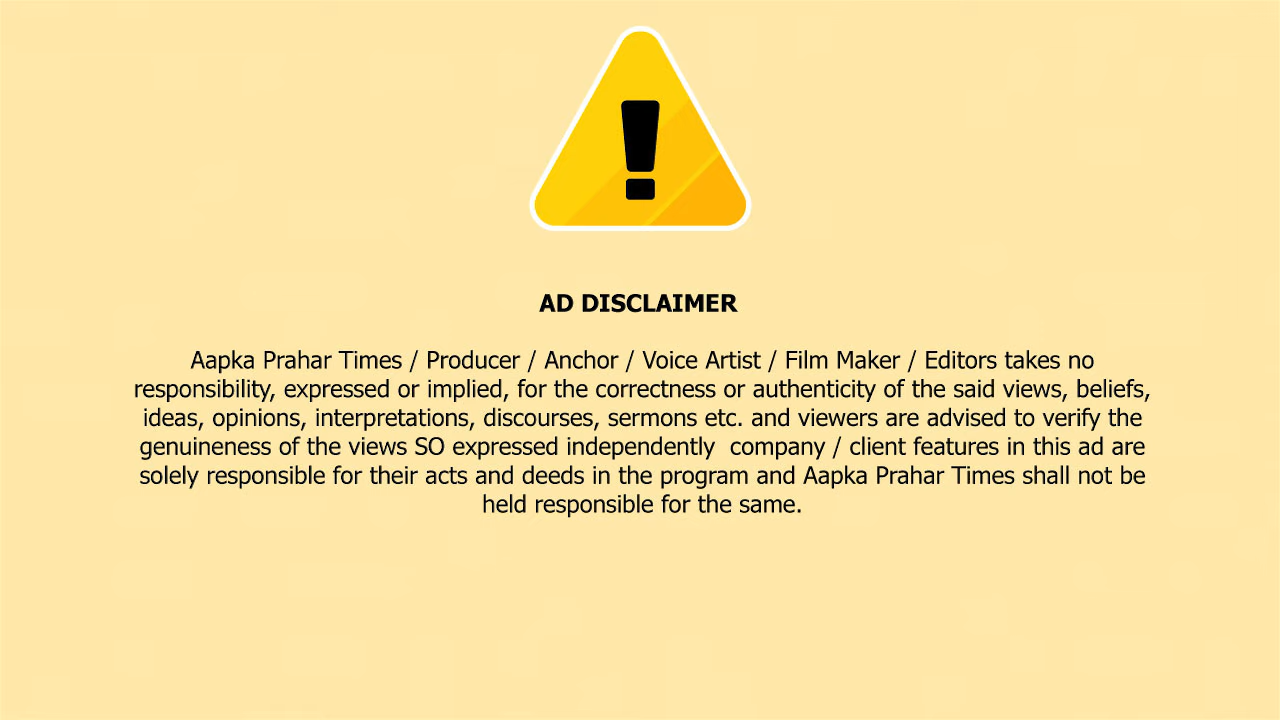 AD DISCLAIMER
Aapka Prahar Times / Producer / Anchor / Voice Artist / Film Maker / Editors takes no
responsibility, expressed or implied, for the correctness or authenticity of the said views, beliefs,
ideas, opinions, interpretations, discourses, sermons etc. and viewers are advised to verify the
genuineness of the views SO expressed independently  company / client features in this ad are
solely responsible for their acts and deeds in the program and Aapka Prahar Times shall not be
held responsible for the same.